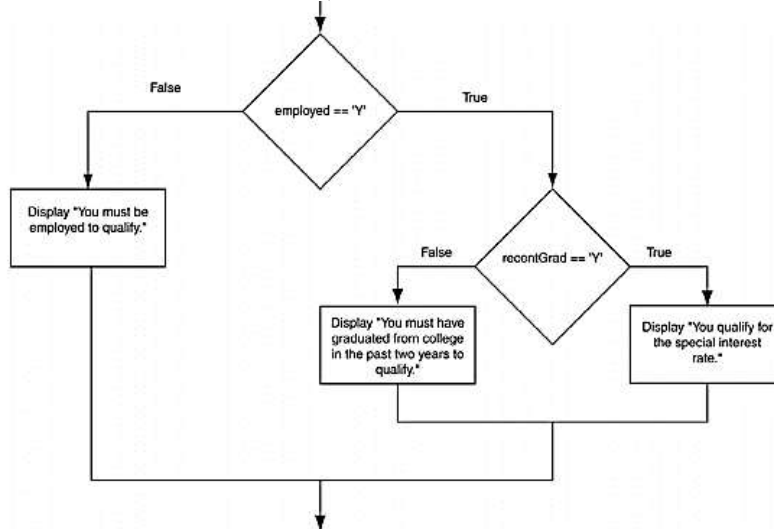 False
employed == 'Y'
True
Display "You must be
employed to qualify."
False
recontGrad == 'Y'
True
Display "You must have
graduated from college
in the past two years to
qualify."
Display "You qualify for
the special interest
rate."